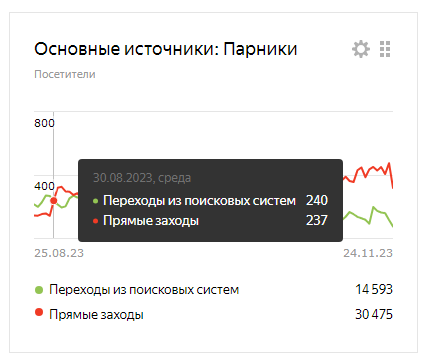 Основные источники: Парники
Посетители
800
400
30.08.2023, среда
Переходы из поисковых систем 240
Прямые заходы 237
25.08.23 24.11.23
Переходы из поисковых систем 14 593
Прямые заходы 30 475